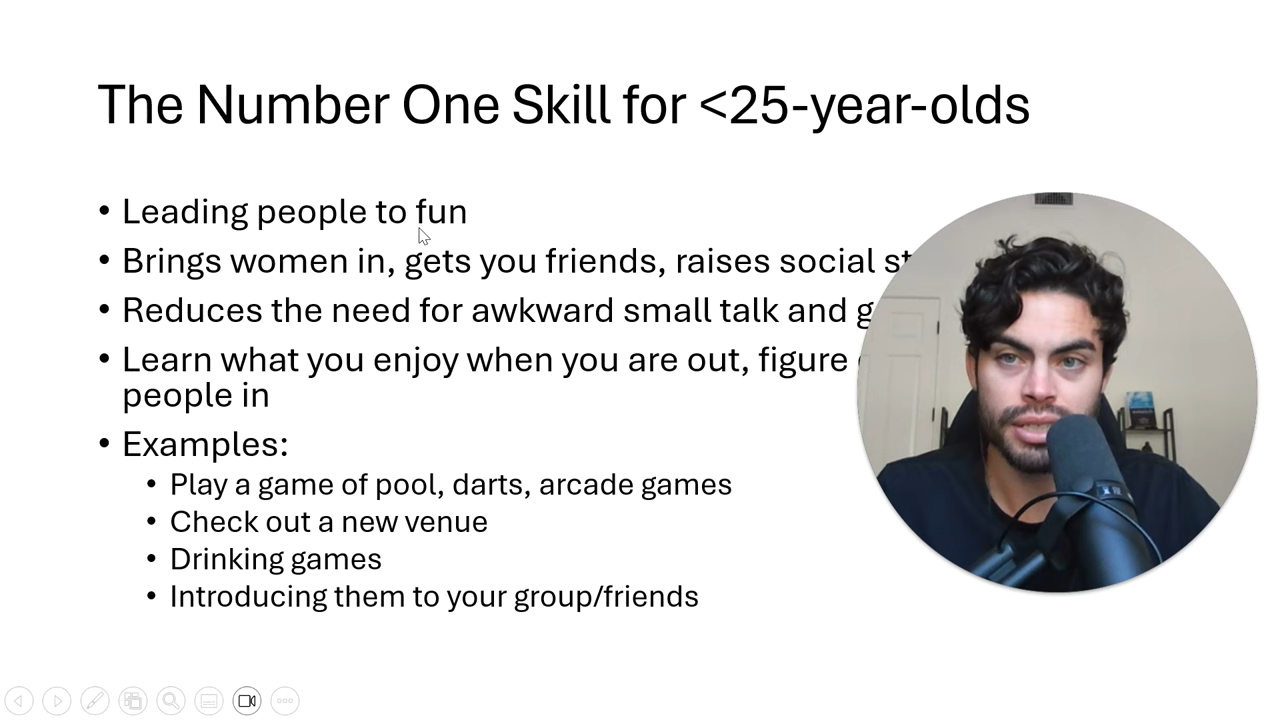 The Number One Skill for <25-year-olds
• Leading people to fun
• Brings women in, gets you friends, raises social
• Reduces the need for awkward small talk and
• Learn what you enjoy when you are out, figure
people in
• Examples:
• Play a game of pool, darts, arcade games
• Check out a new venue
• Drinking games
• Introducing them to your group/friends